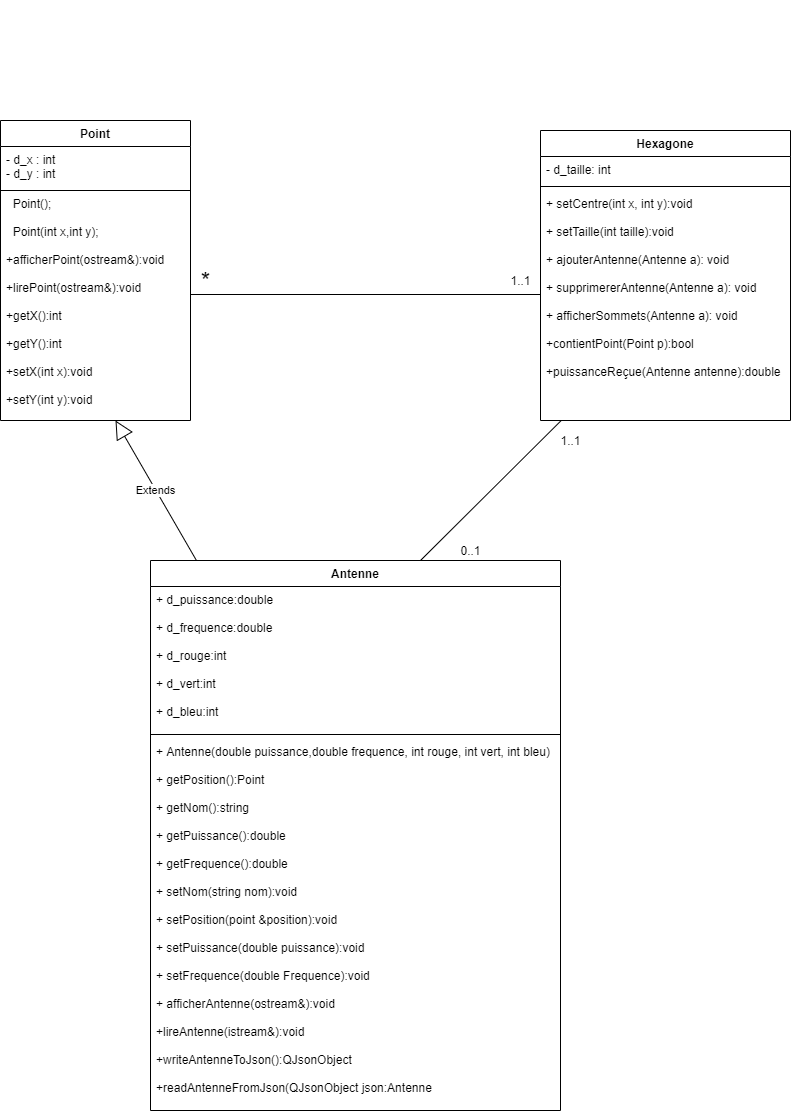 Point
- d_x : int
- d_y : int
Point();
Point(int x,int y);
+afficherPoint(ostream&):void
+lirePoint(ostream&):void
+getX():int
+getY():int
+setX(int x):void
+setY(int y):void
*
1..1
Hexagone
- d_taille: int
+ setCentre(int x, int y):void
+ setTaille(int taille):void
+ ajouterAntenne(Antenne a): void
+ supprimererAntenne(Antenne a): void
+ afficherSommets(Antenne a): void
+contientPoint(Point p):bool
+puissanceReçue(Antenne antenne):double
1..1
Extends
0..1
Antenne
+ d_puissance:double
+ d_frequence:double
+ d_rouge:int
+ d_vert:int
+ d_bleu:int
+ Antenne(double puissance,double frequence, int rouge, int vert, int bleu)
+ getPosition():Point
+ getNom():string
+ getPuissance():double
+ getFrequence():double
+ setNom(string nom):void
+ setPosition(point &position):void
+ setPuissance(double puissance):void
+ setFrequence(double Frequence):void
+ afficherAntenne(ostream&):void
+lireAntenne(istream&):void
+writeAntenneToJson():QJsonObject
+readAntenneFromJson(QJsonObject json:Antenne